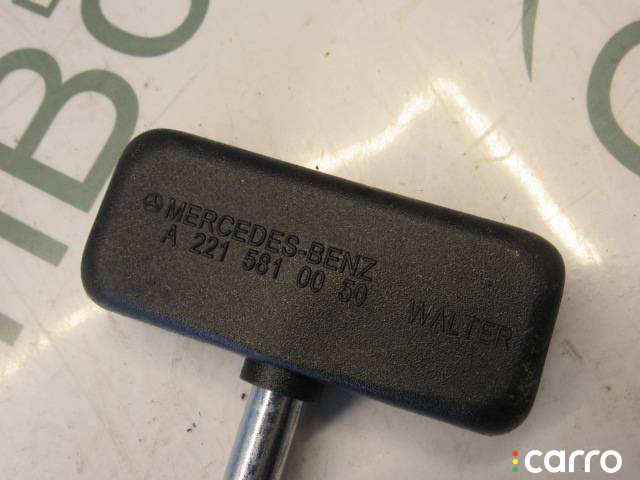 MERCEDES-BENZ
A 221 581 00 50
WALTER
carro